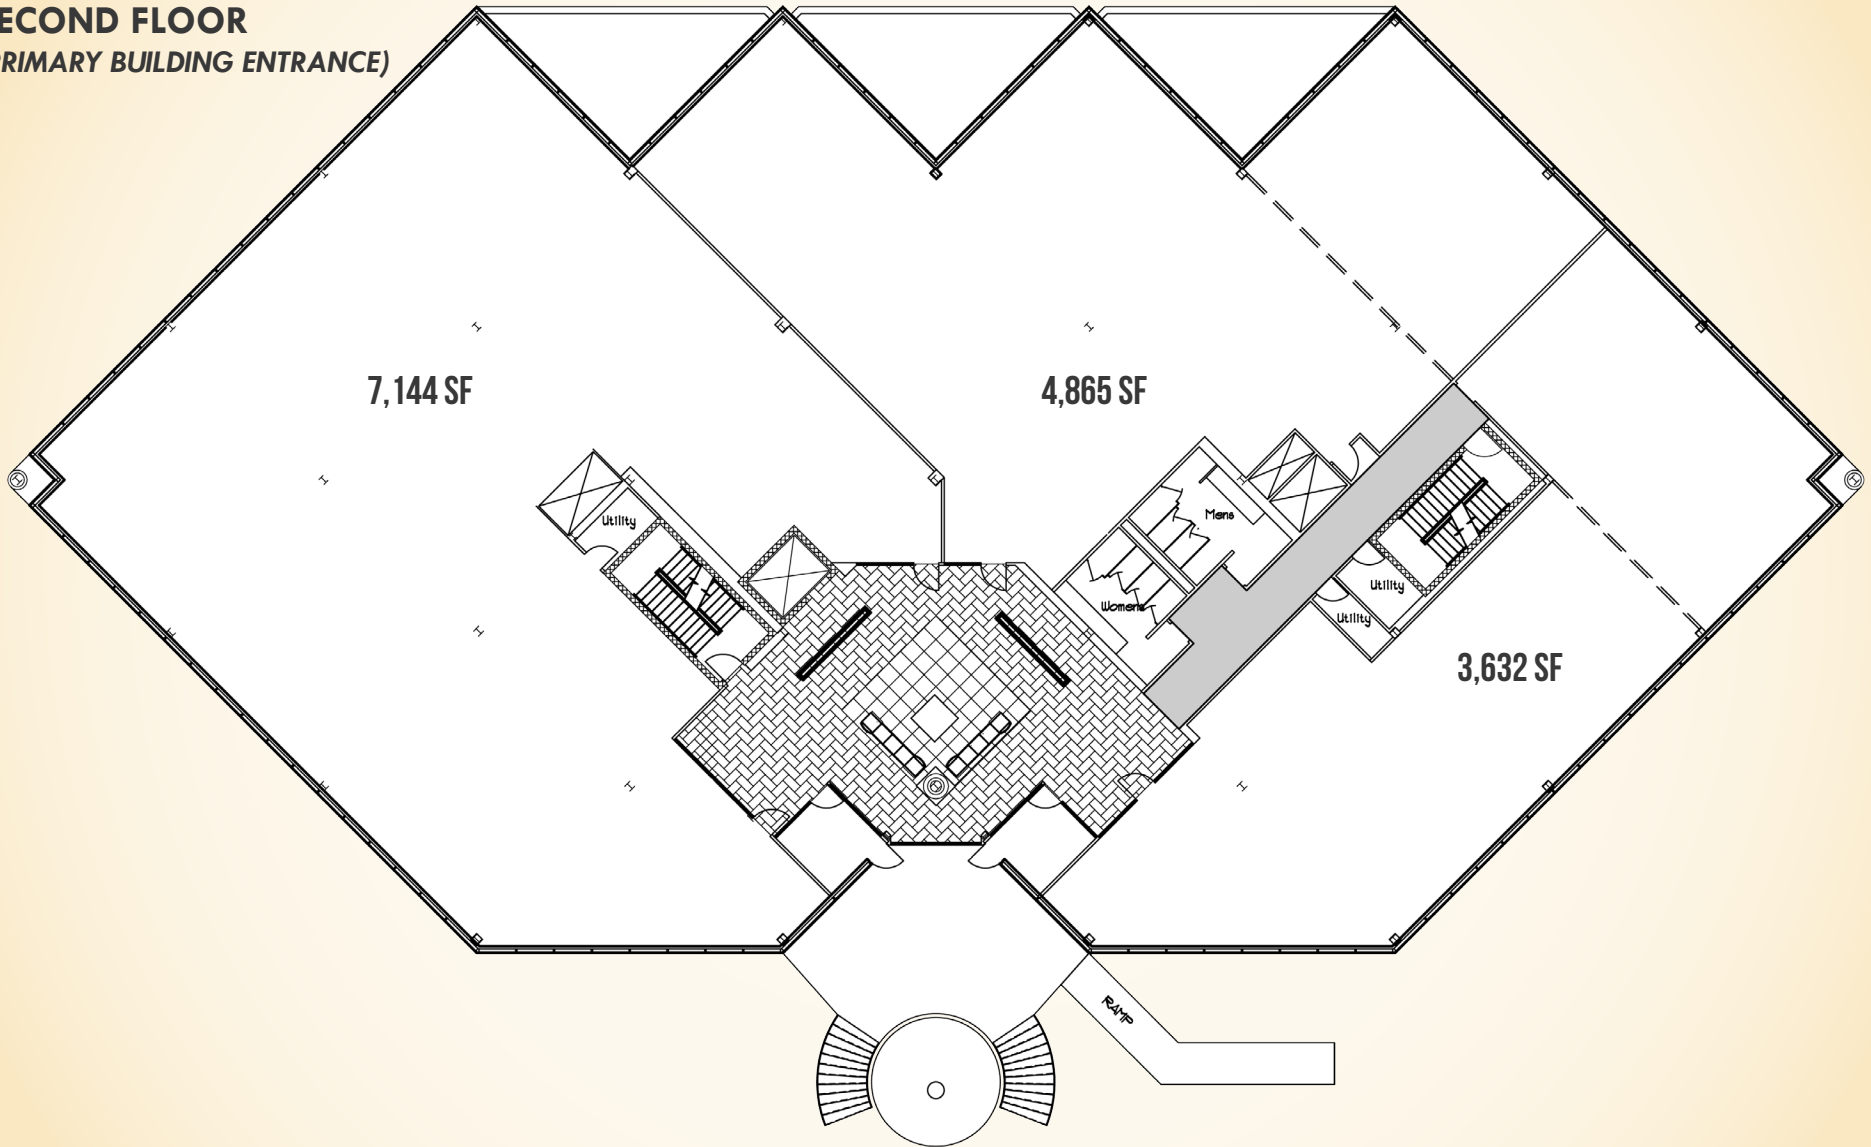 ECOND FLOOR
RIMARY BUILDING ENTRANCE)
7,144 SF
4,865 SF
Utility
Mens
Womens
Utility
Utility
3,632 SF
RAMP